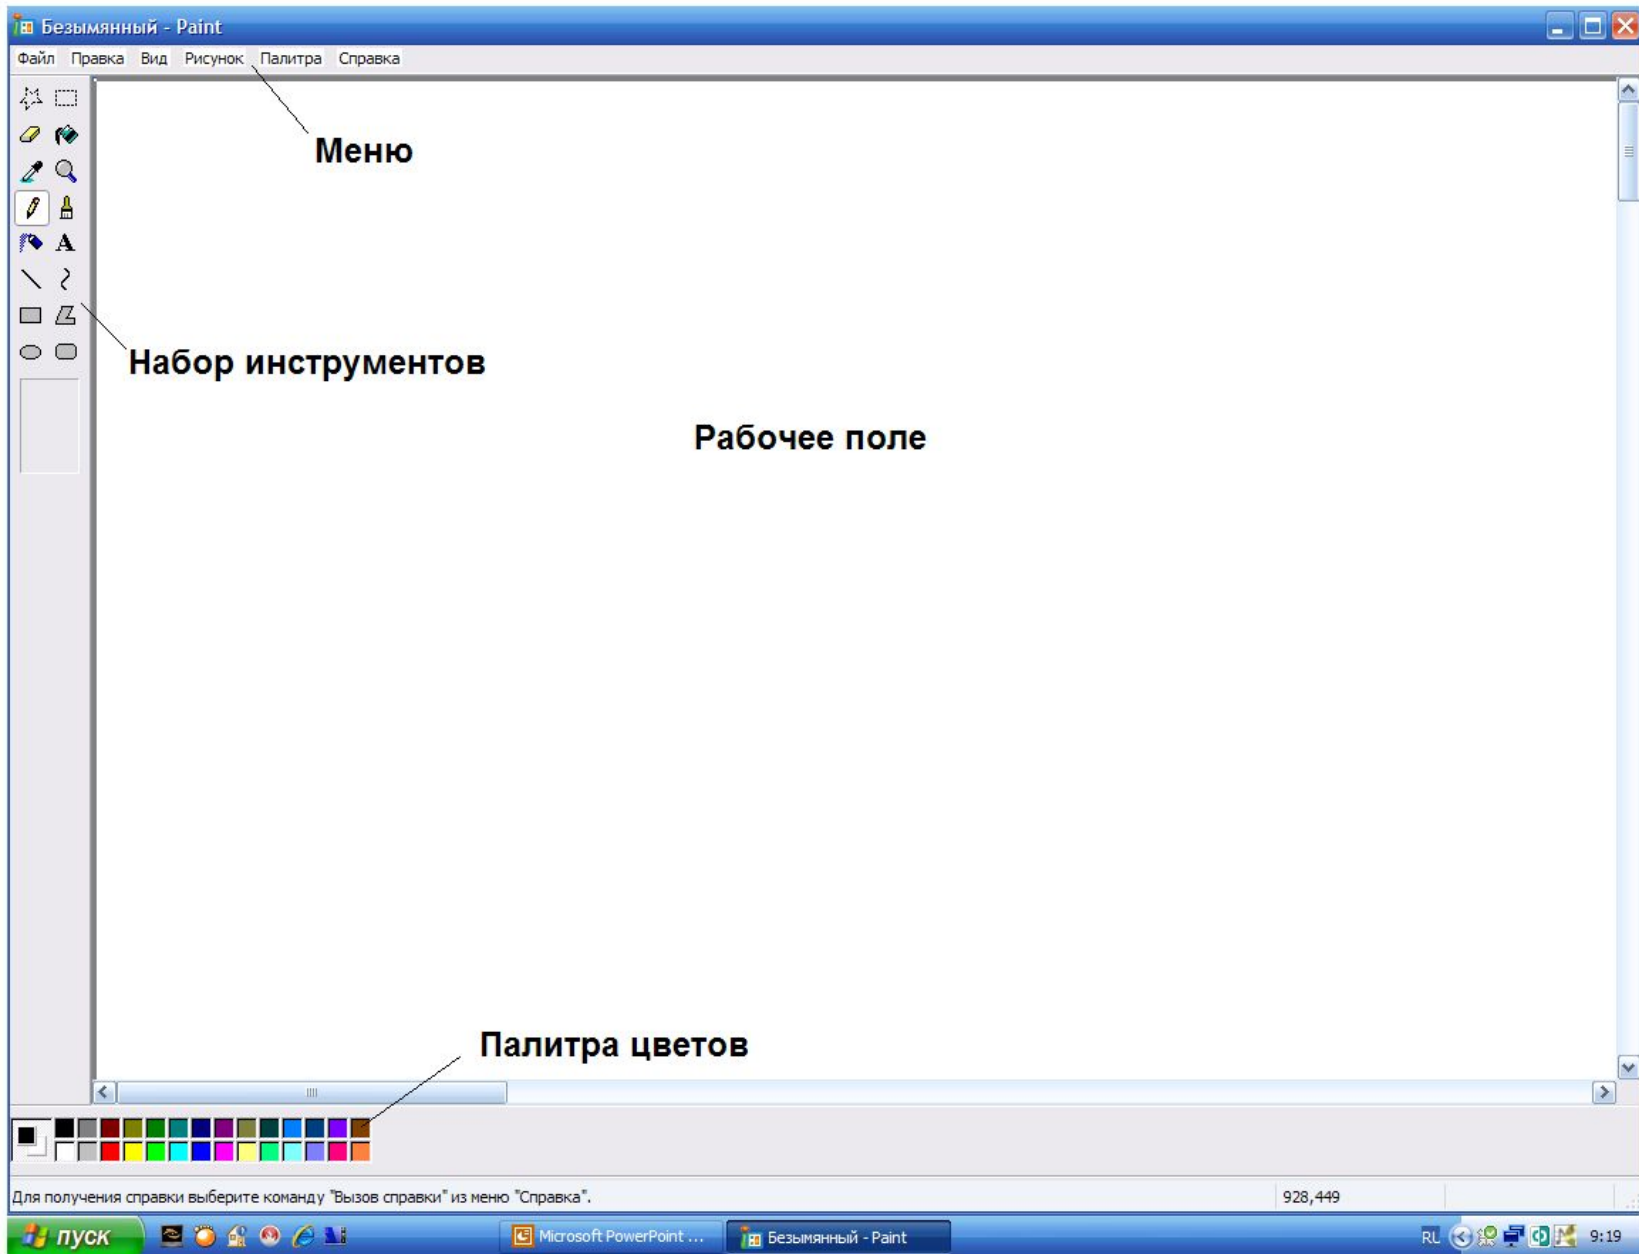 Безымянный - Paint
Файл Правка Вид Рисунок Палитра Справка
Меню
A
Набор инструментов
Рабочее поле
Палитра цветов
Для получения справки выберите команду "Вызов справки" из меню "Справка". 928,449
пуск Microsoft PowerPoint ... Безымянный - Paint RU 9:19